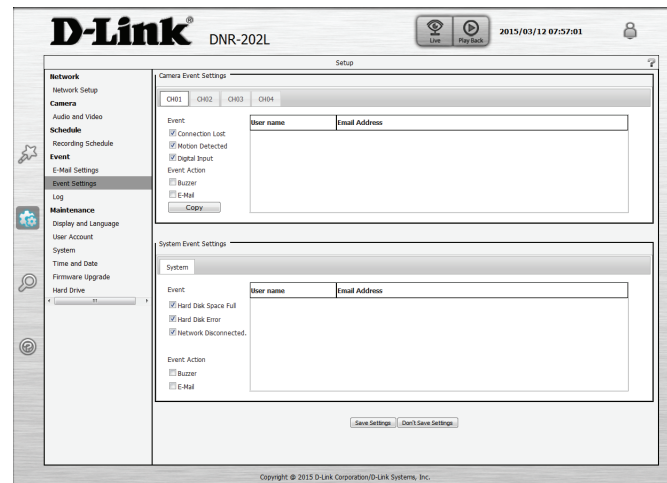 D-Link® DNR-202L
Live
Play Back
2015/03/12 07:57:01
Setup
?
Network
Network Setup
Camera
Audio and Video
Schedule
Recording Schedule
Event
E-Mail Settings
Event Settings
Log
Maintenance
Display and Language
User Account
System
Time and Date
Firmware Upgrade
Hard Drive
Camera Event Settings
CH01 CH02 CH03 CH04
Event
Connection Lost
Motion Detected
Digital Input
Event Action
Buzzer
E-Mail
Copy
User name Email Address
System Event Settings
System
Event
Hard Disk Space Full
Hard Disk Error
Network Disconnected.
Event Action
Buzzer
E-Mail
User name Email Address
Save Settings Don't Save Settings
Copyright @ 2015 D-Link Corporation/D-Link Systems, Inc.